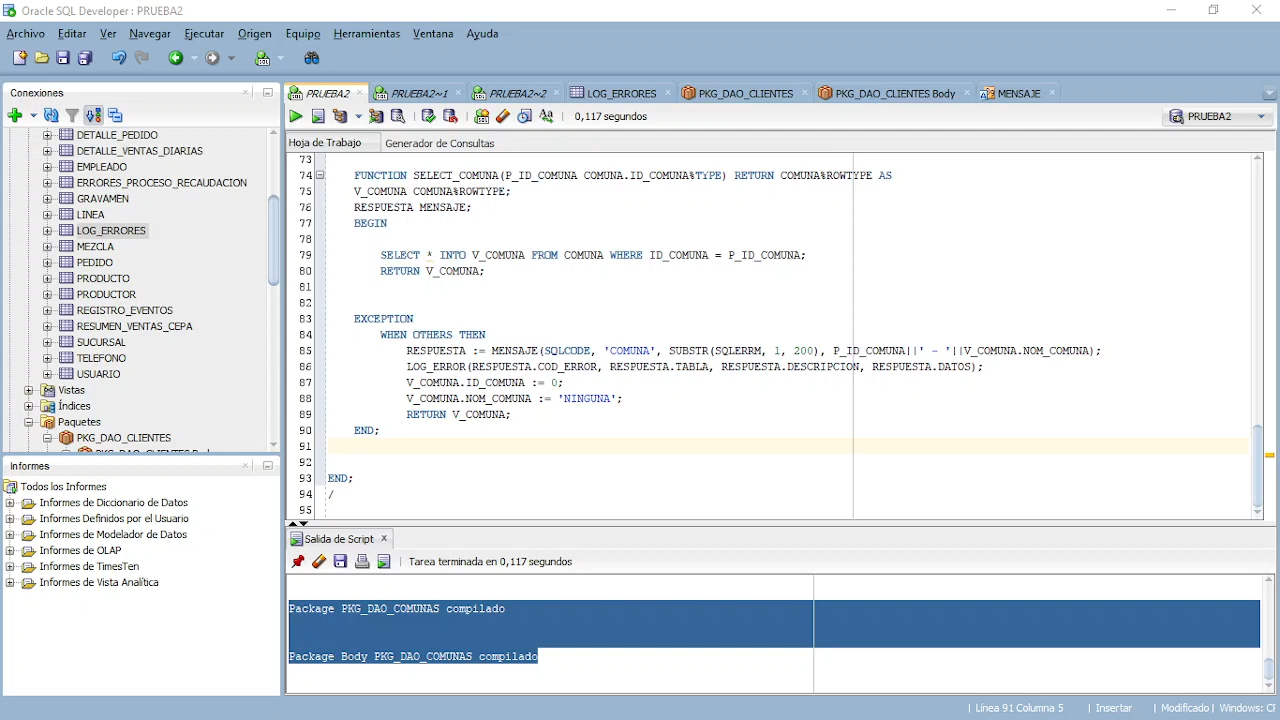 Oracle SQL Developer : PRUEBA2
Archivo Editar Ver Navegar Ejecutar Origen Equipo Herramientas Ventana Ayuda
Conexiones
DETALLE_PEDIDO
DETALLE_VENTAS_DIARIAS
EMPLEADO
ERRORES_PROCESO_RECAUDACION
GRAVAMEN
LINEA
LOG_ERRORES
MEZCLA
PEDIDO
PRODUCTO
PRODUCTOR
REGISTRO_EVENTOS
RESUMEN_VENTAS_CEPA
SUCURSAL
TELEFONO
USUARIO
Vistas
Índices
Paquetes
PKG_DAO_CLIENTES
Informes
Todos los Informes
Informes de Diccionario de Datos
Informes Definidos por el Usuario
Informes de Modelador de Datos
Informes de OLAP
Informes de TimesTen
Informes de Vista Analítica
PRUEBA2 PRUEBA2~1 PRUEBA2~2 LOG_ERRORES PKG_DAO_CLIENTES PKG_DAO_CLIENTES Body MENSAJE
0,117 segundos PRUEBA2
Hoja de Trabajo Generador de Consultas
73
74 FUNCTION SELECT_COMUNA(P_ID_COMUNA COMUNA.ID_COMUNA%TYPE) RETURN COMUNA%ROWTYPE AS
75 V_COMUNA COMUNA%ROWTYPE;
76 RESPUESTA MENSAJE;
77 BEGIN
78
79 SELECT * INTO V_COMUNA FROM COMUNA WHERE ID_COMUNA = P_ID_COMUNA;
80 RETURN V_COMUNA;
81
82
83 EXCEPTION
84 WHEN OTHERS THEN
85 RESPUESTA := MENSAJE(SQLCODE, 'COMUNA', SUBSTR(SQLERRM, 1, 200), P_ID_COMUNA||' - '||V_COMUNA.NOM_COMUNA);
86 LOG_ERROR(RESPUESTA.COD_ERROR, RESPUESTA.TABLA, RESPUESTA.DESCRIPCION, RESPUESTA.DATOS);
87 V_COMUNA.ID_COMUNA := 0;
88 V_COMUNA.NOM_COMUNA := 'NINGUNA';
89 RETURN V_COMUNA;
90 END;
91
92
93 END;
94 /
95
Salida de Script
Tarea terminada en 0,117 segundos
Package PKG_DAO_COMUNAS compilado
Package Body PKG_DAO_COMUNAS compilado
Línea 91 Columna 5 Insertar Modificado Windows: CF